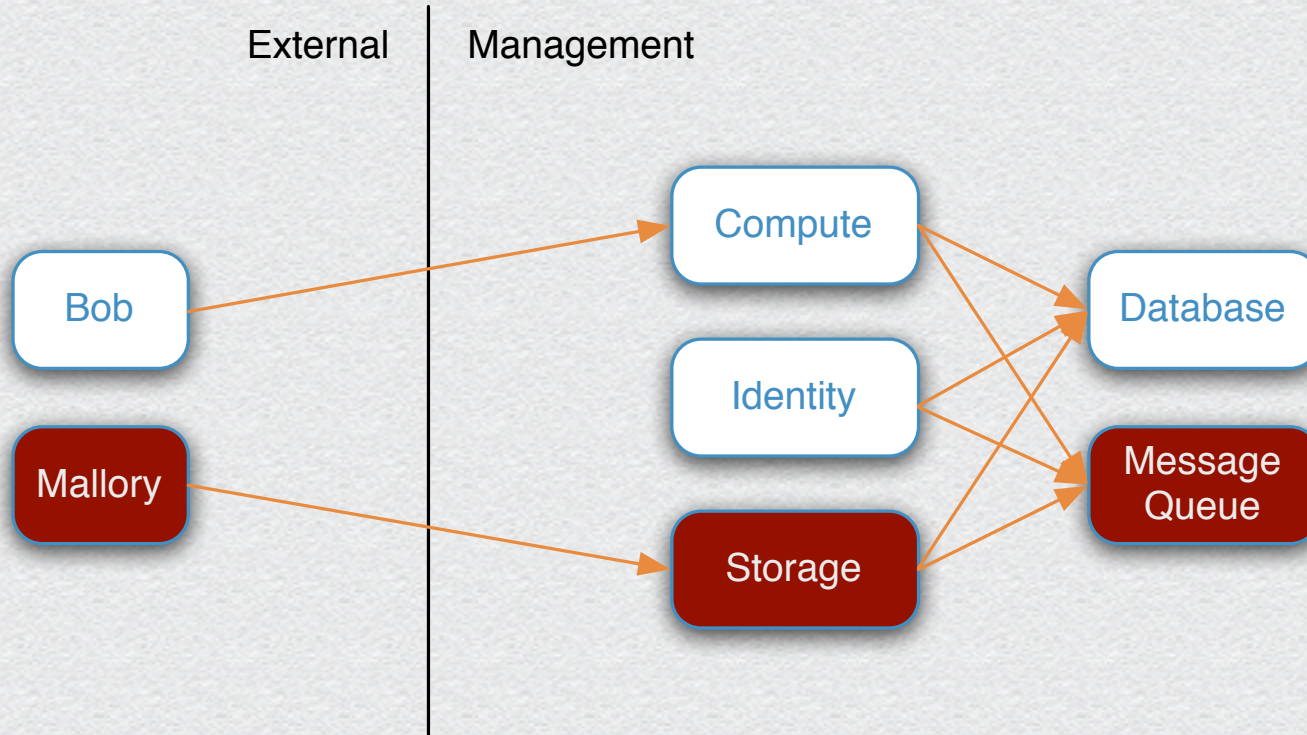 External
Management
Compute
Bob
Database
Identity
Mallory
Message
Queue
Storage